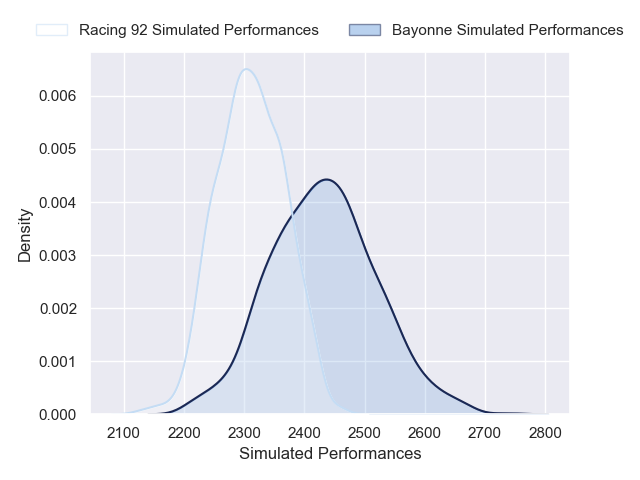 Racing 92 Simulated Performances
Bayonne Simulated Performances
0.006
0.005
0.004
0.003
0.002
0.001
0.000
Density
2100 2200 2300 2400 2500 2600 2700 2800
Simulated Performances